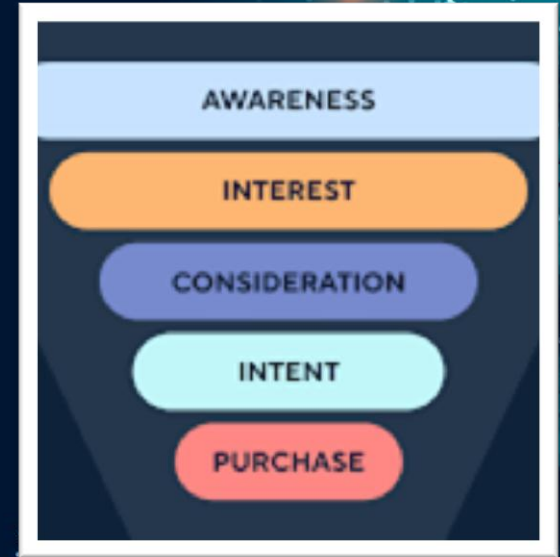 AWARENESS
INTEREST
CONSIDERATION
INTENT
PURCHASE